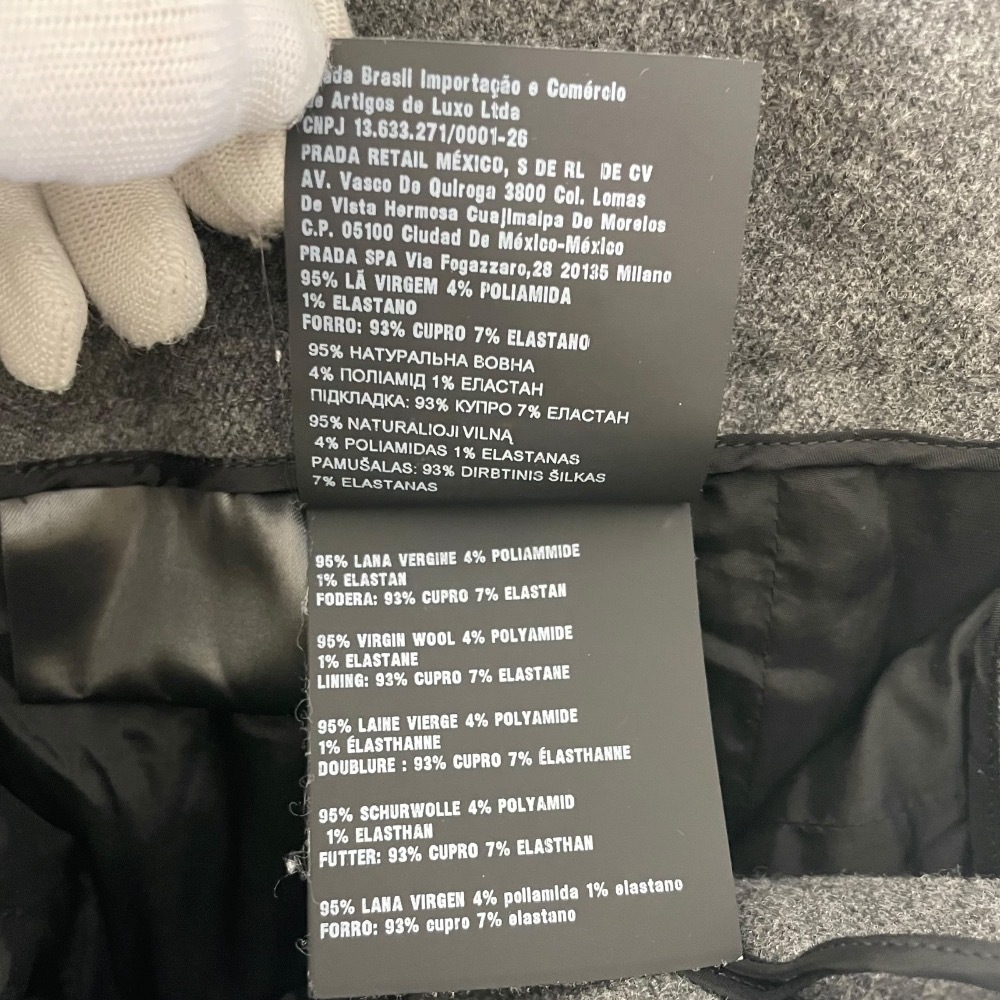 da Brasil Importação e Comércio
Artigos de Luxo Ltda
CNPJ 13.633.271/0001-26
PRADA RETAIL MÉXICO, S DE RL DE CV
AV. Vasco De Quiroga 3800 Col. Lomas
De Vista Hermosa Cuajimalpa De Morelos
C.P. 05100 Ciudad De México-México
PRADA SPA Via Fogazzaro,28 20135 Milano
95% LÃ VIRGEM 4% POLIAMIDA
1% ELASTANO
FORRO: 93% CUPRO 7% ELASTANO
95% НАТУРАЛЬНА ВОВНА
4% ПОЛІАМІД 1% ЕЛАСТАН
ПІДКЛАДКА: 93% КУПРО 7% ЕЛАСТАН
95% NATURALIOJI VILNĄ
4% POLIAMIDAS 1% ELASTANAS
PAMUŠALAS: 93% DIRBTINIS ŠILKAS
7% ELASTANAS
95% LANA VERGINE 4% POLIAMMIDE
1% ELASTAN
FODERA: 93% CUPRO 7% ELASTAN
95% VIRGIN WOOL 4% POLYAMIDE
1% ELASTANE
LINING: 93% CUPRO 7% ELASTANE
95% LAINE VIERGE 4% POLYAMIDE
1% ÉLASTHANNE
DOUBLURE : 93% CUPRO 7% ÉLASTHANNE
95% SCHURWOLLE 4% POLYAMID
1% ELASTHAN
FUTTER: 93% CUPRO 7% ELASTHAN
95% LANA VIRGEN 4% poliamida 1% elastano
FORRO: 93% cupro 7% elastano